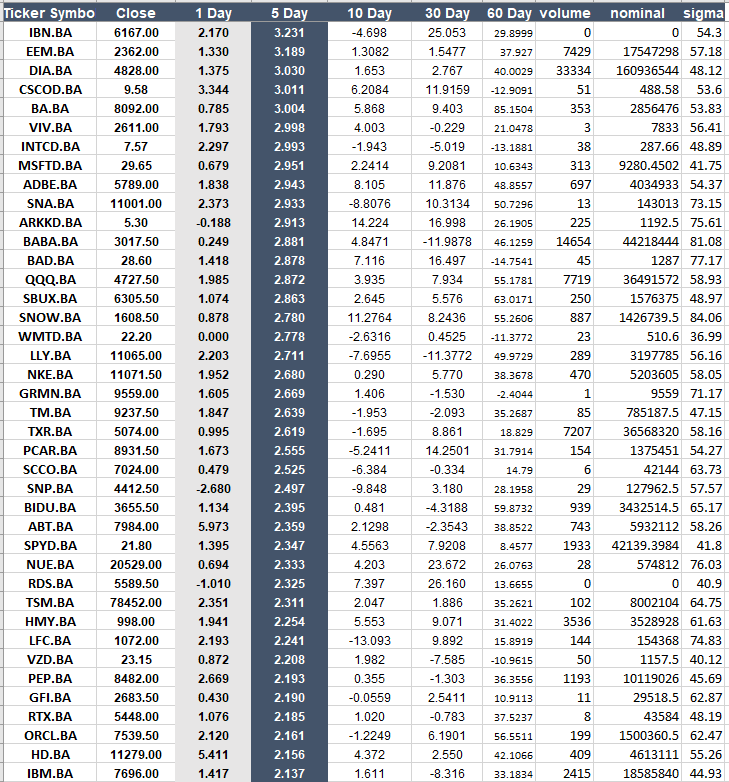 Ticker Symbo Close 1 Day 5 Day 10 Day 30 Day 60 Day volume nominal sigma
IBN.BA 6167.00 2.170 3.231 -4.698 25.053 29.8999 0 0 54.3
EEM.BA 2362.00 1.330 3.189 1.3082 1.5477 37.927 7429 17547298 57.18
DIA.BA 4828.00 1.375 3.030 1.653 2.767 40.0029 33334 160936544 48.12
CSCOD.BA 9.58 3.344 3.011 6.2084 11.9159 -12.9091 51 488.58 53.6
BA.BA 8092.00 0.785 3.004 5.868 9.403 85.1504 353 2856476 53.83
VIV.BA 2611.00 1.793 2.998 4.003 -0.229 21.0478 3 7833 56.41
INTCD.BA 7.57 2.297 2.993 -1.943 -5.019 -13.1881 38 287.66 48.89
MSFTD.BA 29.65 0.679 2.951 2.2414 9.2081 10.6343 313 9280.4502 41.75
ADBE.BA 5789.00 1.838 2.943 8.105 11.876 48.8557 697 4034933 54.37
SNA.BA 11001.00 2.373 2.933 -8.8076 10.3134 50.7296 13 143013 73.15
ARKKD.BA 5.30 -0.188 2.913 14.224 16.998 26.1905 225 1192.5 75.61
BABA.BA 3017.50 0.249 2.881 4.8471 -11.9878 46.1259 14654 44218444 81.08
BAD.BA 28.60 1.418 2.878 7.116 16.497 -14.7541 45 1287 77.17
QQQ.BA 4727.50 1.985 2.872 3.935 7.934 55.1781 7719 36491572 58.93
SBUX.BA 6305.50 1.074 2.863 2.645 5.576 63.0171 250 1576375 48.97
SNOW.BA 1608.50 0.878 2.780 11.2764 8.2436 55.2606 887 1426739.5 84.06
WMTD.BA 22.20 0.000 2.778 -2.6316 0.4525 -11.3772 23 510.6 36.99
LLY.BA 11065.00 2.203 2.711 -7.6955 -11.3772 49.9729 289 3197785 56.16
NKE.BA 11071.50 1.952 2.680 0.290 5.770 38.3678 470 5203605 58.05
GRMN.BA 9559.00 1.605 2.669 1.406 -1.530 -2.4044 1 9559 71.17
TM.BA 9237.50 1.847 2.639 -1.953 -2.093 35.2687 85 785187.5 47.15
TXR.BA 5074.00 0.995 2.619 -1.695 8.861 18.829 7207 36568320 58.16
PCAR.BA 8931.50 1.673 2.555 -5.2411 14.2501 31.7914 154 1375451 54.27
SCCO.BA 7024.00 0.479 2.525 -6.384 -0.334 14.79 6 42144 63.73
SNP.BA 4412.50 -2.680 2.497 -9.848 3.180 28.1958 29 127962.5 57.57
BIDU.BA 3655.50 1.134 2.395 0.481 -4.3188 59.8732 939 3432514.5 65.17
ABT.BA 7984.00 5.973 2.359 2.1298 -2.3543 38.8522 743 5932112 58.26
SPYD.BA 21.80 1.395 2.347 4.5563 7.9208 8.4577 1933 42139.3984 41.8
NUE.BA 20529.00 0.694 2.333 4.203 23.672 26.0763 28 574812 76.03
RDS.BA 5589.50 -1.010 2.325 7.397 26.160 13.6655 0 0 40.9
TSM.BA 78452.00 2.351 2.311 2.047 1.886 35.2621 102 8002104 64.75
HMY.BA 998.00 1.941 2.254 5.553 9.071 31.4022 3536 3528928 61.63
LFC.BA 1072.00 2.193 2.241 -13.093 9.892 15.8919 144 154368 74.83
VZD.BA 23.15 0.872 2.208 1.982 -7.585 -10.9615 50 1157.5 40.12
PEP.BA 8482.00 2.669 2.193 0.355 -1.303 36.3556 1193 10119026 45.69
GFI.BA 2683.50 0.430 2.190 -0.0559 2.5411 10.9113 11 29518.5 62.87
RTX.BA 5448.00 1.076 2.185 1.020 -0.783 37.5237 8 43584 48.19
ORCL.BA 7539.50 2.120 2.161 -1.2249 6.1901 56.5511 199 1500360.5 62.47
HD.BA 11279.00 5.411 2.156 4.372 2.550 42.1066 409 4613111 55.26
IBM.BA 7696.00 1.417 2.137 1.611 -8.316 33.1834 2415 18585840 44.93